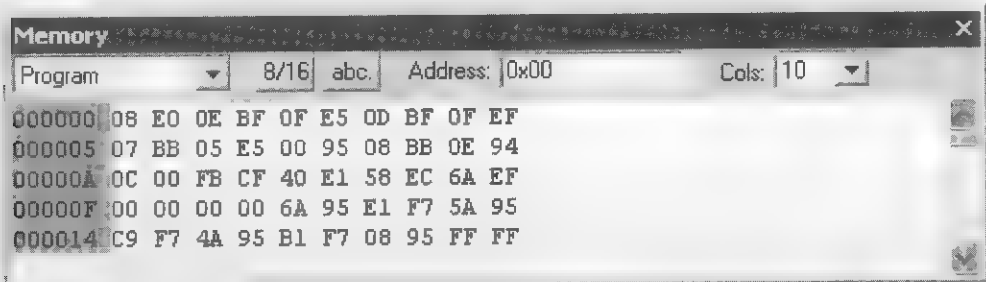 Memory
Program 8/16 abc. Address: 0x00 Cols: 10
000000 08 E0 0E BF 0F E5 0D BF 0F EF
000005 07 BB 05 E5 00 95 08 BB 0E 94
00000A 0C 00 FB CF 40 E1 58 EC 6A EF
00000F 00 00 00 00 6A 95 E1 F7 5A 95
000014 C9 F7 4A 95 B1 F7 08 95 FF FF